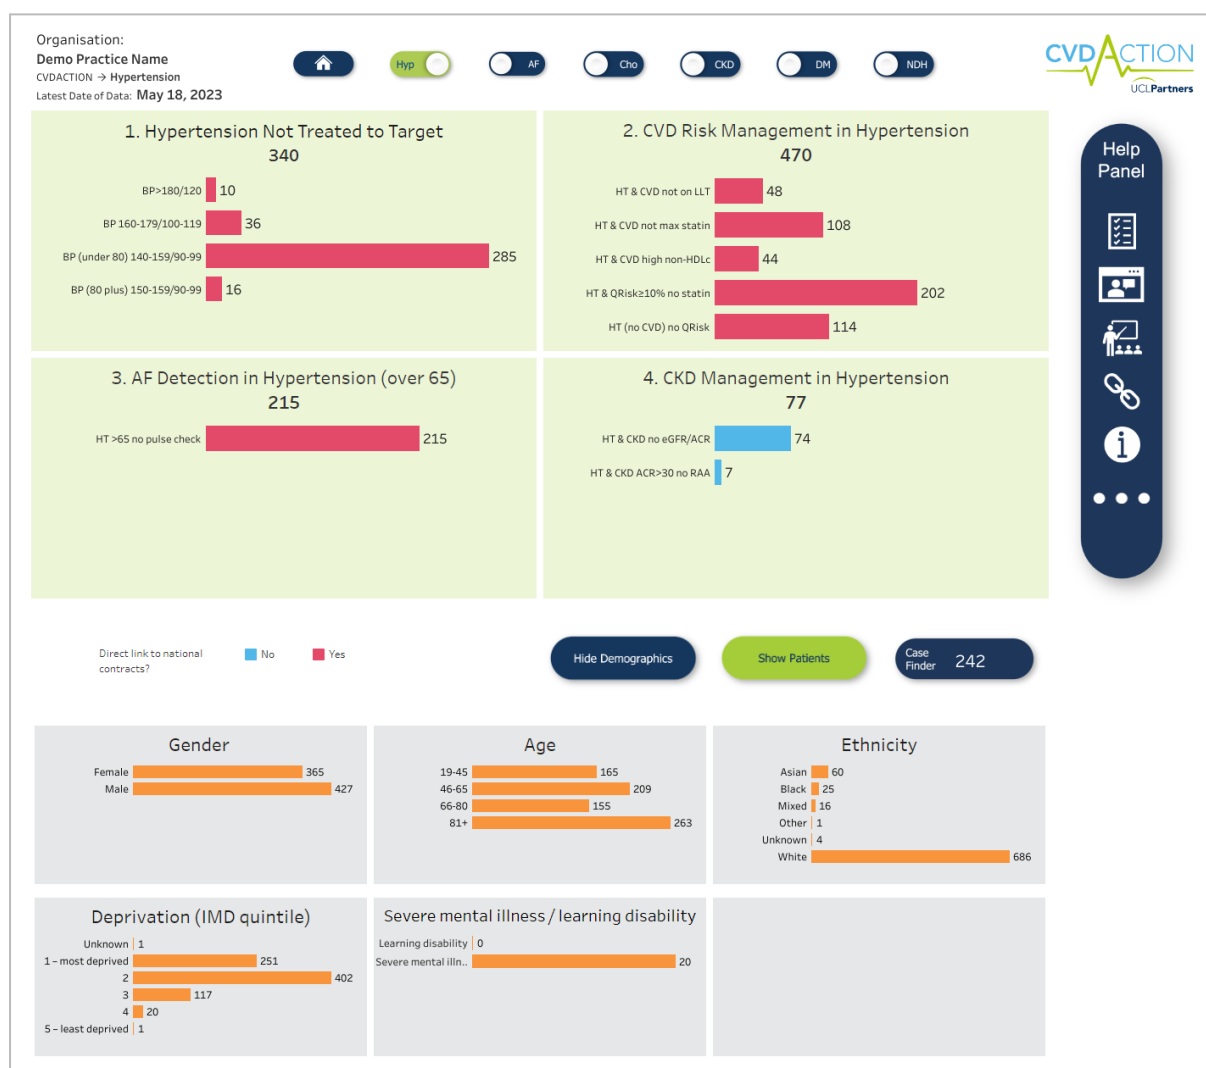 Organisation:
Demo Practice Name
CVDACTION → Hypertension
Latest Date of Data: May 18, 2023
Hyp
AF
Cho
CKD
DM
NDH
CVDACTION
UCLPartners
1. Hypertension Not Treated to Target
340
BP>180/120 10
BP 160-179/100-119 36
BP (under 80) 140-159/90-99 285
BP (80 plus) 150-159/90-99 16
2. CVD Risk Management in Hypertension
470
HT & CVD not on LLT 48
HT & CVD not max statin 108
HT & CVD high non-HDLc 44
HT & QRisk≥10% no statin 202
HT (no CVD) no QRisk 114
Help
Panel
3. AF Detection in Hypertension (over 65)
215
HT >65 no pulse check 215
4. CKD Management in Hypertension
77
HT & CKD no eGFR/ACR 74
HT & CKD ACR>30 no RAA 7
Direct link to national
contracts?
No
Yes
Hide Demographics
Show Patients
Case
Finder
242
Gender
Female 365
Male 427
Age
19-45 165
46-65 209
66-80 155
81+ 263
Ethnicity
Asian 60
Black 25
Mixed 16
Other 1
Unknown 4
White 686
Deprivation (IMD quintile)
Unknown 1
1 – most deprived 251
2 402
3 117
4 20
5 – least deprived 1
Severe mental illness / learning disability
Learning disability 0
Severe mental illn.. 20